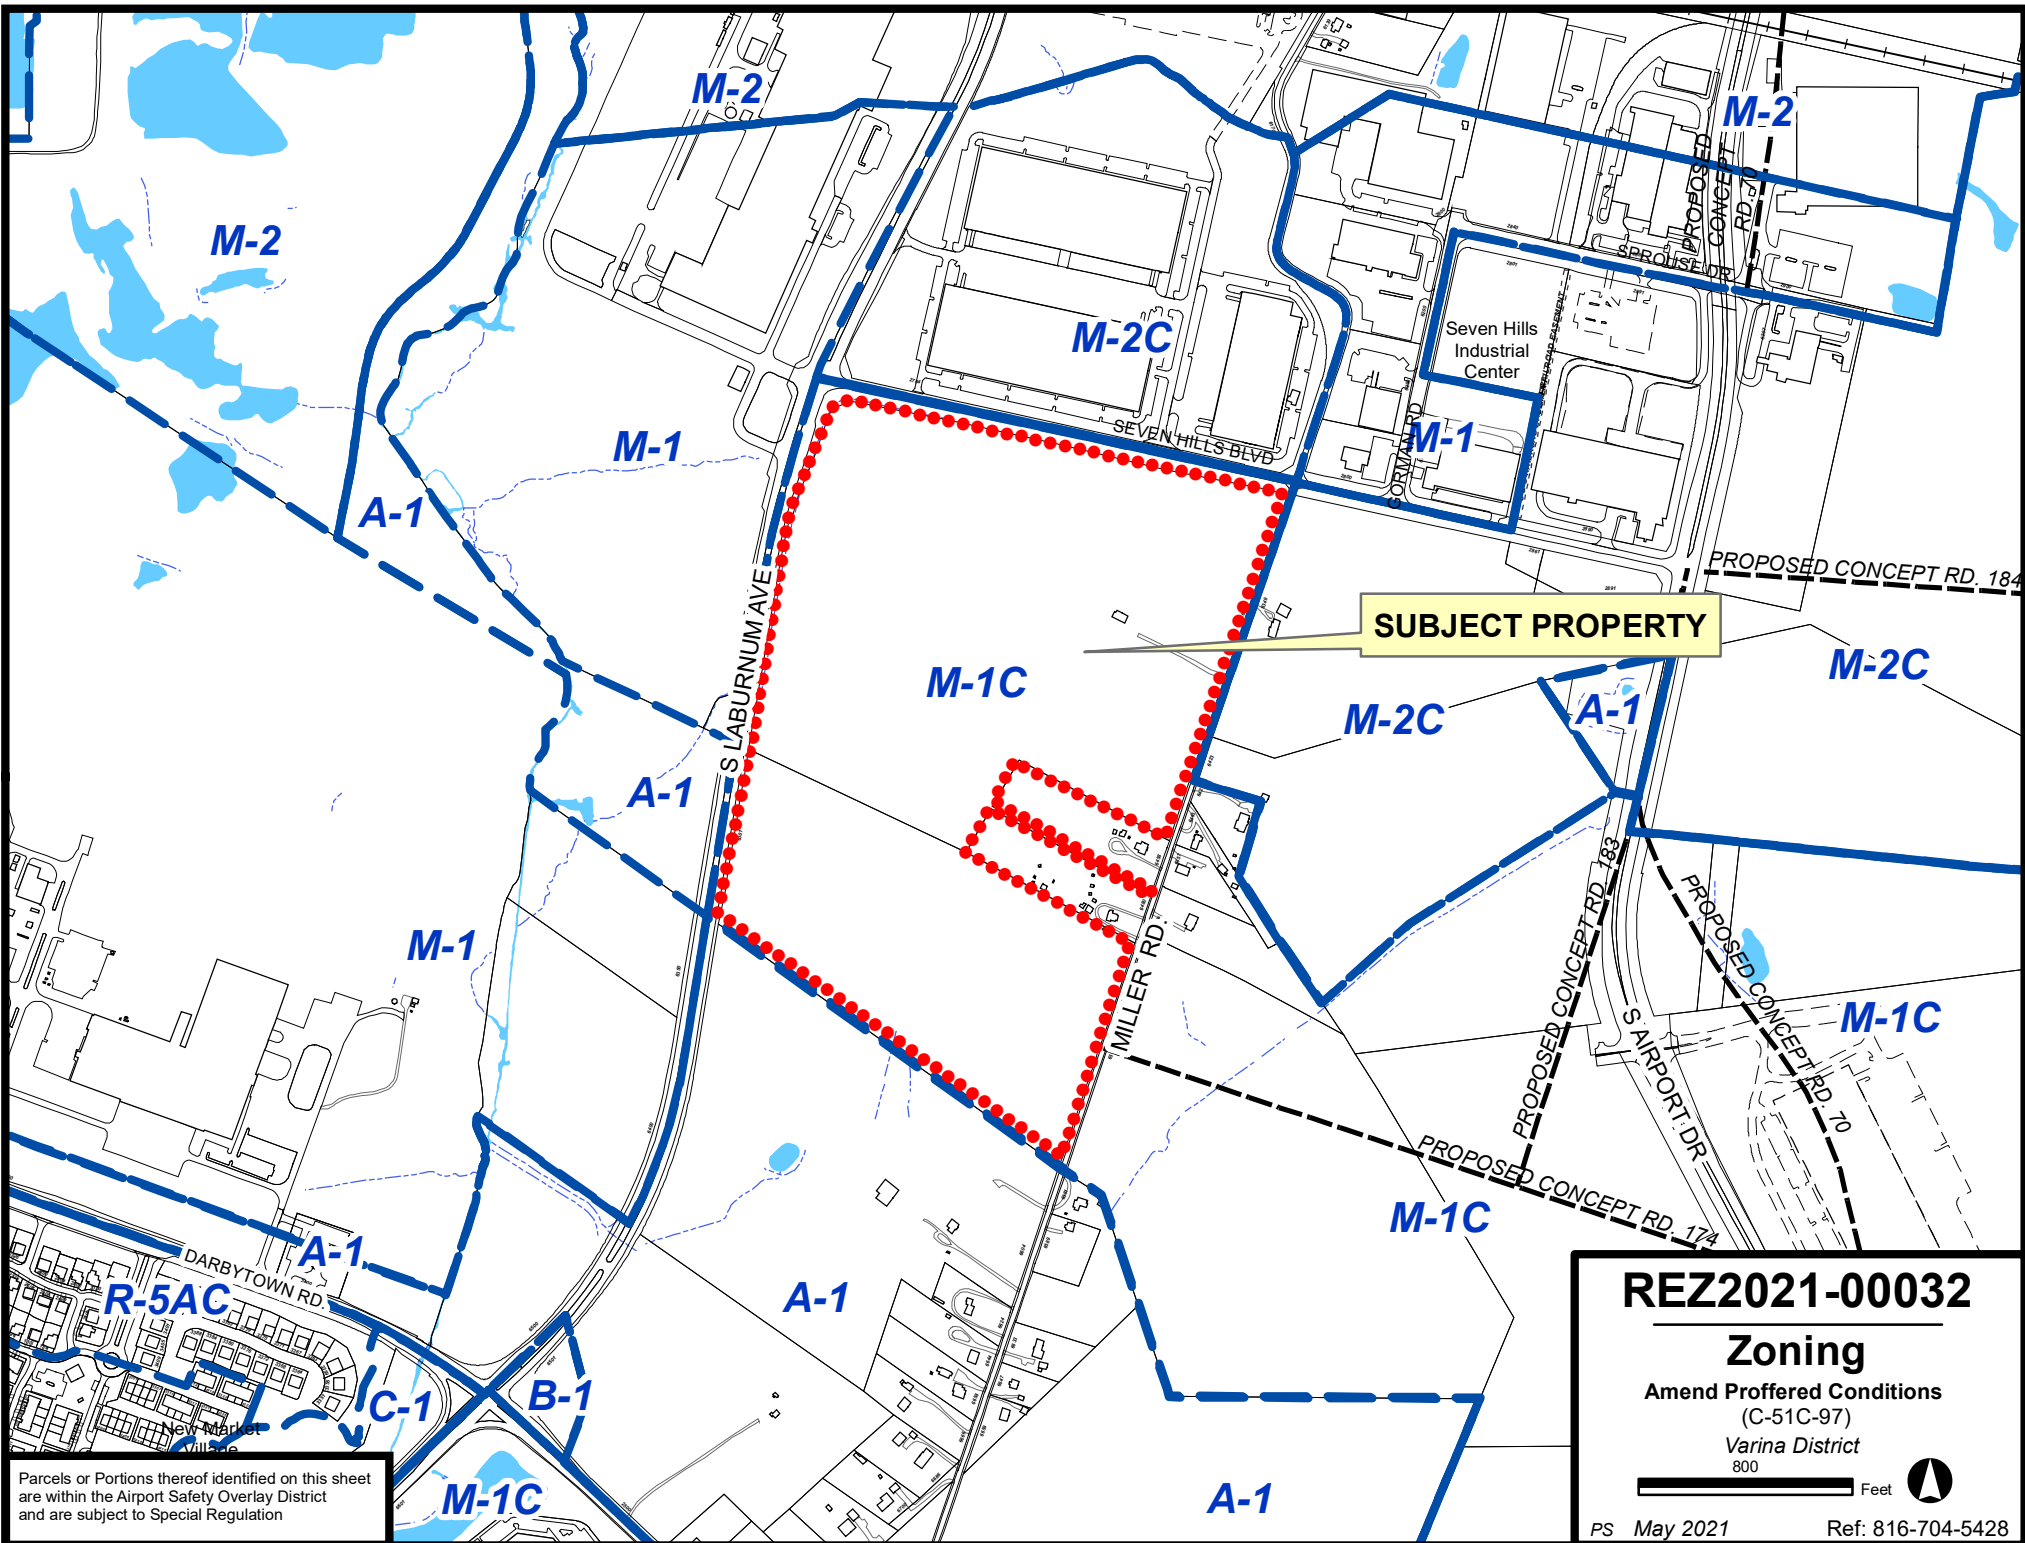 M-2
M-2
PROPOSED
CONCEPT
RD. 70
M-2
SPROUSE DR
M-2C
Seven Hills
Industrial
Center
M-1
SEVEN HILLS BLVD
GORMAN RD
M-1
A-1
PROPOSED CONCEPT RD. 184
S LABURNUM AVE
SUBJECT PROPERTY
M-1C
M-2C
A-1
M-2C
A-1
M-1
MILLER RD.
PROPOSED CONCEPT RD. 183
PROPOSED CONCEPT RD. 70
S AIRPORT DR
M-1C
PROPOSED CONCEPT RD. 174
M-1C
A-1
DARBYTOWN RD.
R-5AC
A-1
C-1
B-1
New Market
Village
M-1C
A-1
Parcels or Portions thereof identified on this sheet
are within the Airport Safety Overlay District
and are subject to Special Regulation
REZ2021-00032
Zoning
Amend Proffered Conditions
(C-51C-97)
Varina District
800
Feet
PS May 2021
Ref: 816-704-5428